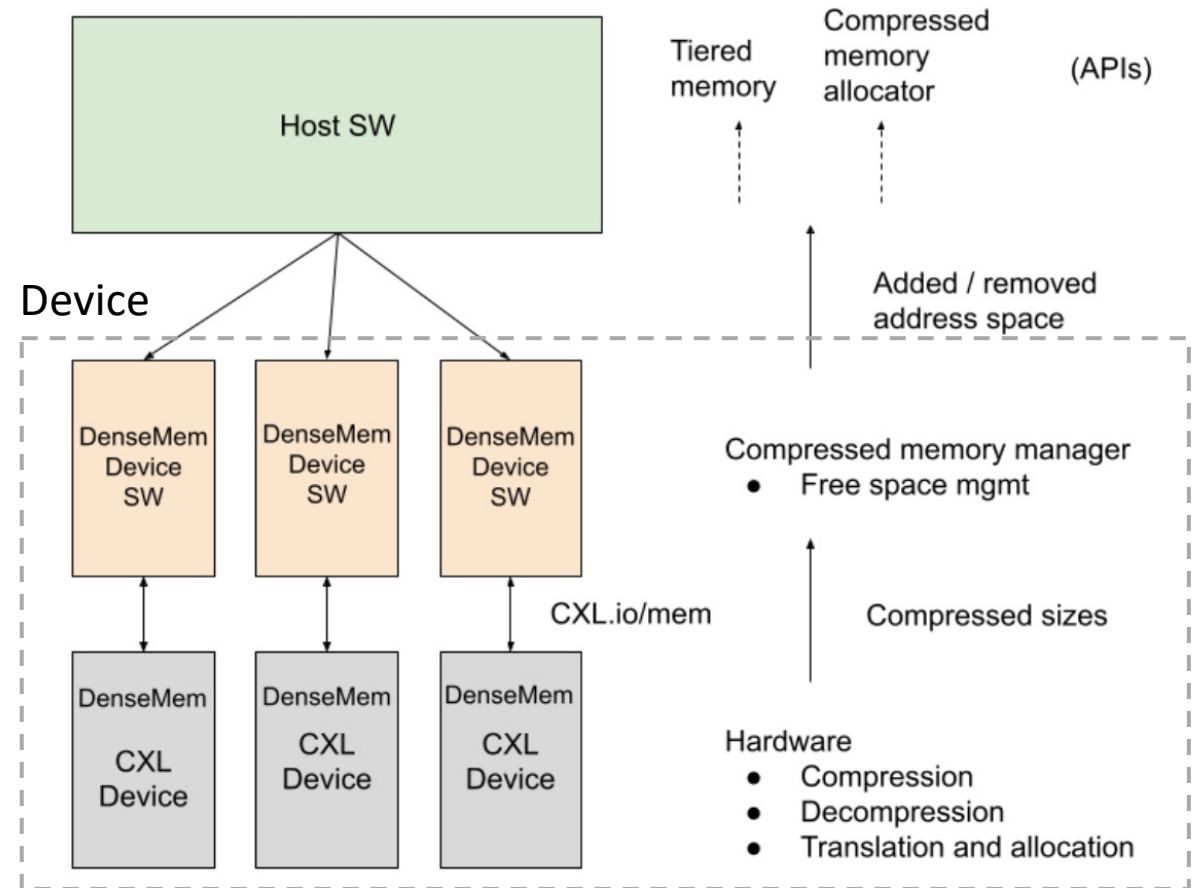 Host SW
Tiered
memory
Compressed
memory
allocator
(APIs)
Added / removed
address space
Device
DenseMem
Device
SW
DenseMem
Device
SW
DenseMem
Device
SW
Compressed memory manager
● Free space mgmt
CXL.io/mem
Compressed sizes
DenseMem
CXL
Device
DenseMem
CXL
Device
DenseMem
CXL
Device
Hardware
● Compression
● Decompression
● Translation and allocation